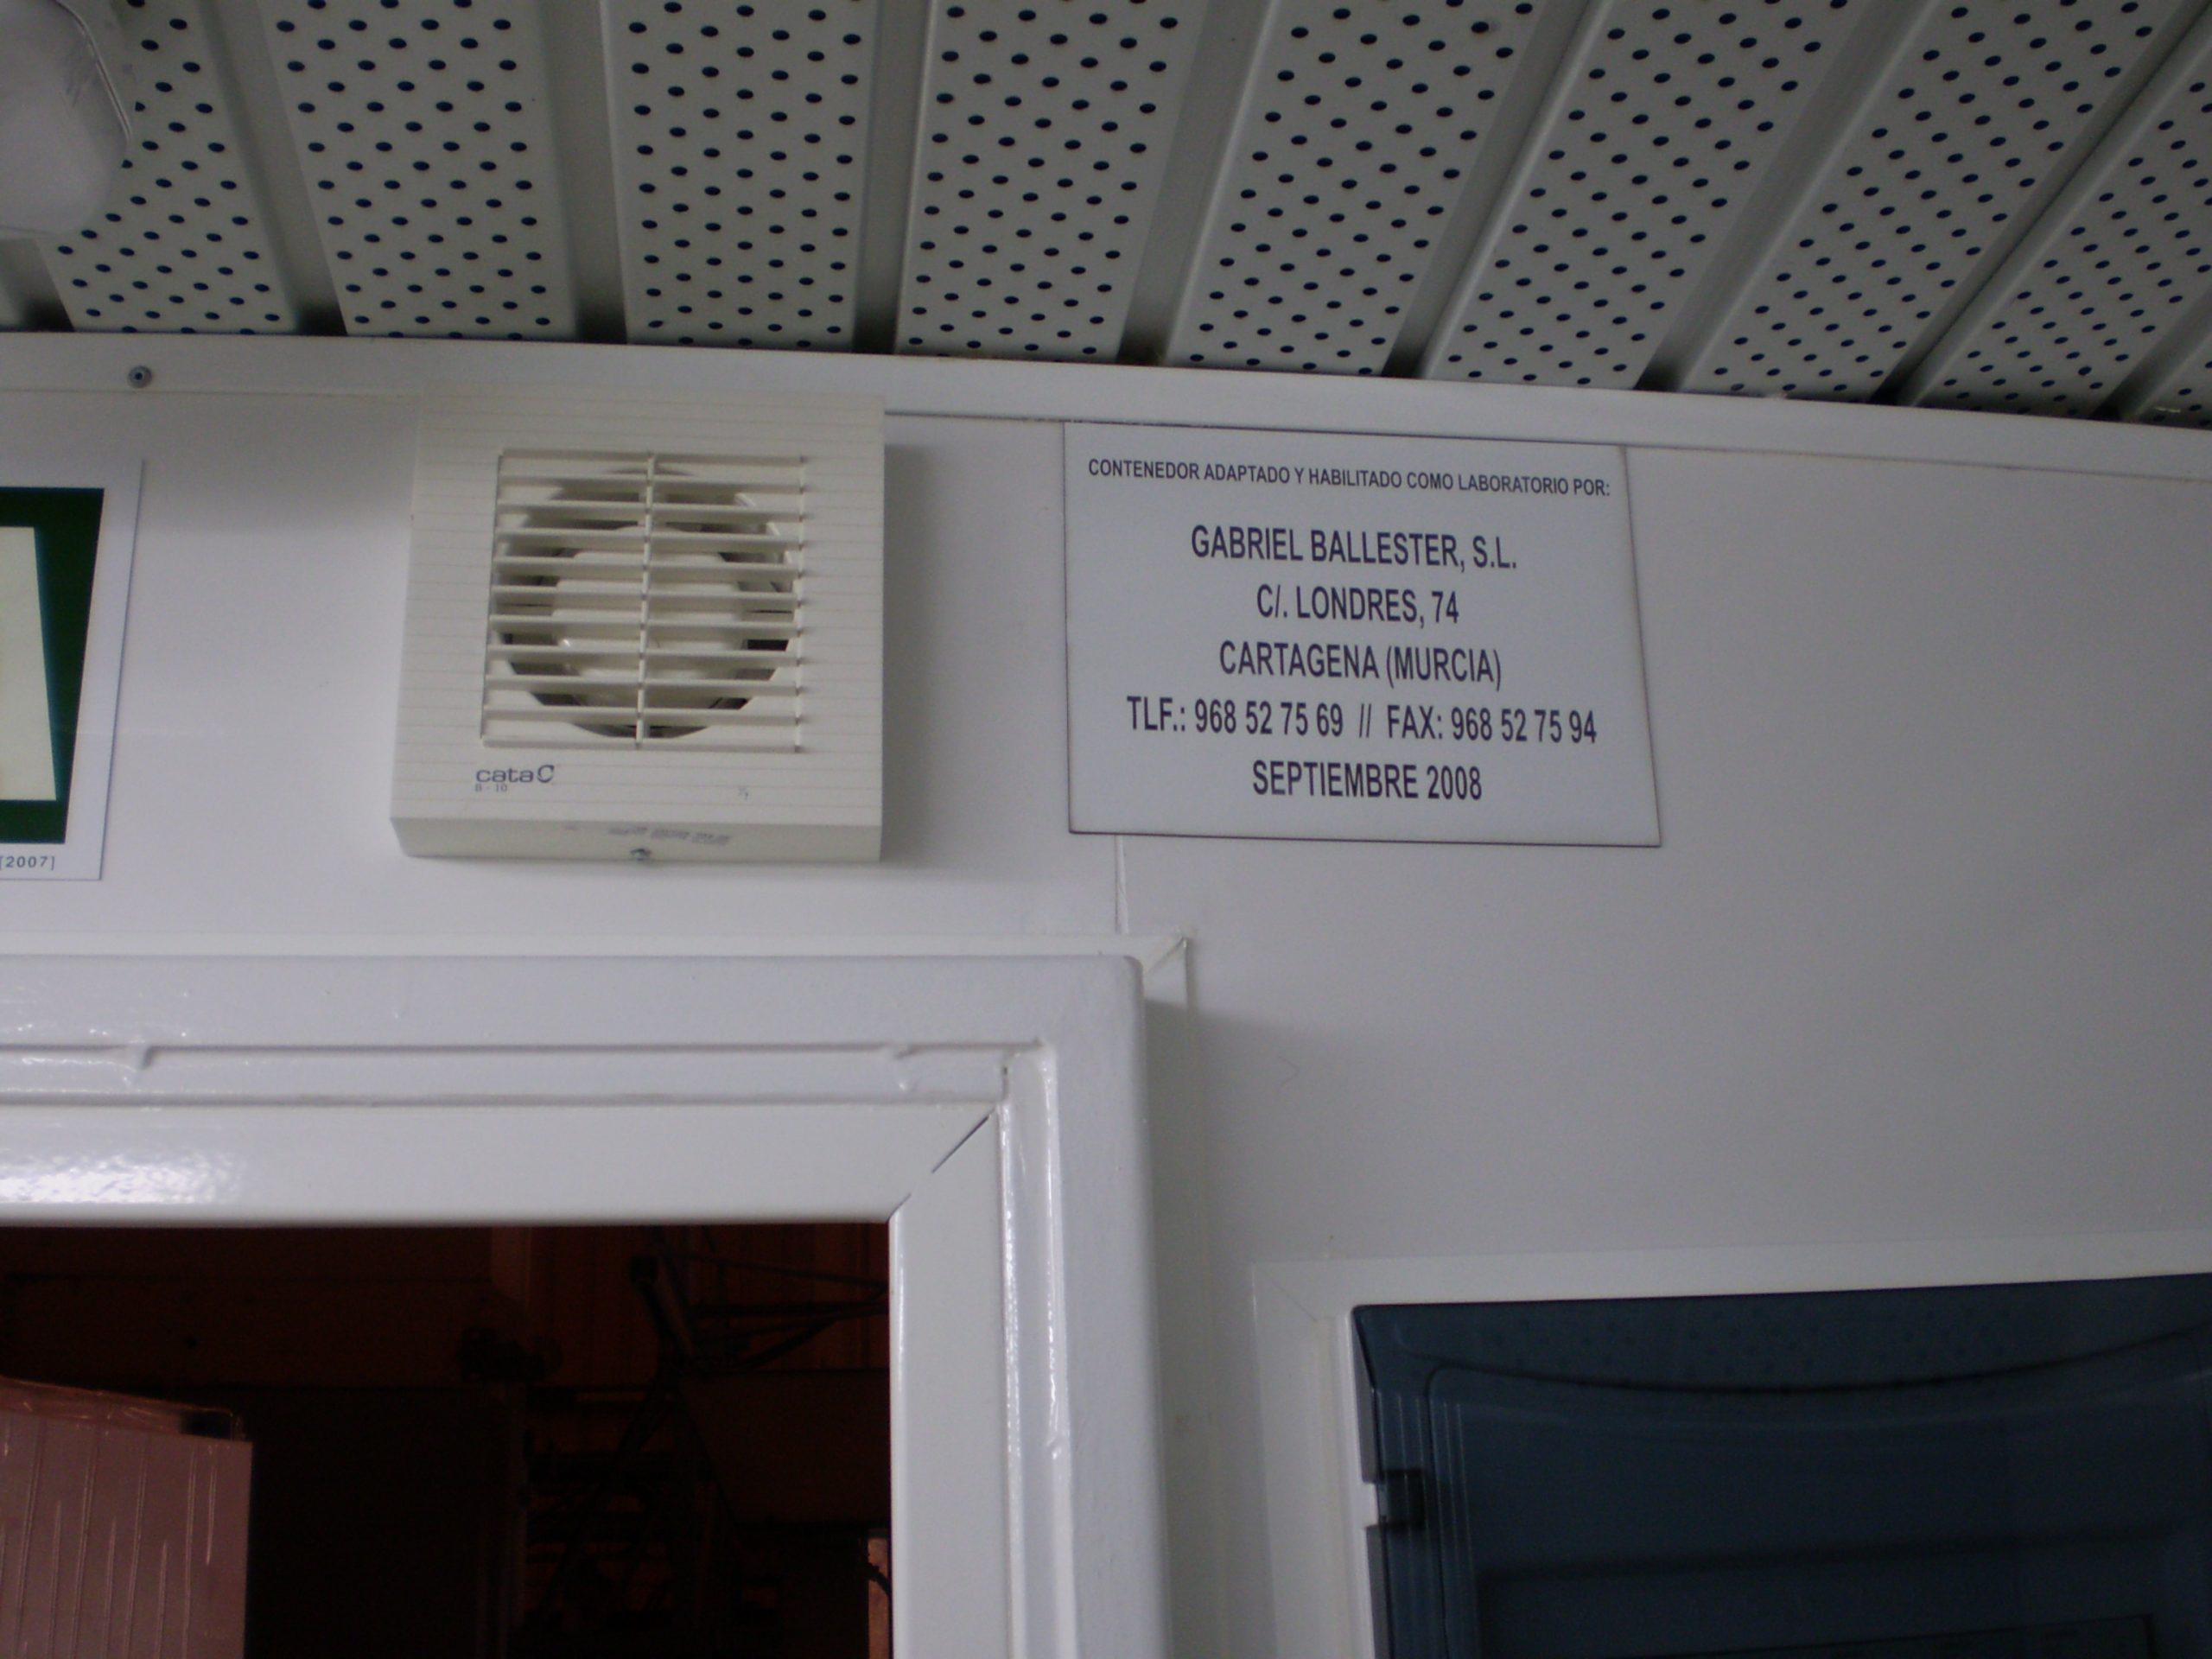 CONTENEDOR ADAPTADO Y HABILITADO COMO LABORATORIO POR:
GABRIEL BALLESTER, S.L.
C/. LONDRES, 74
CARTAGENA (MURCIA)
TLF.: 968 52 75 69 // FAX: 968 52 75 94
SEPTIEMBRE 2008
cata
B-10
[2007]